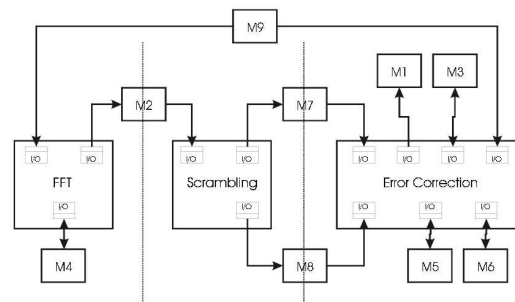 M9
M1 M3
M2 M7
I/O I/O I/O I/O I/O I/O I/O I/O
FFT Scrambling Error Correction
I/O I/O I/O I/O I/O
M4 M8 M5 M6